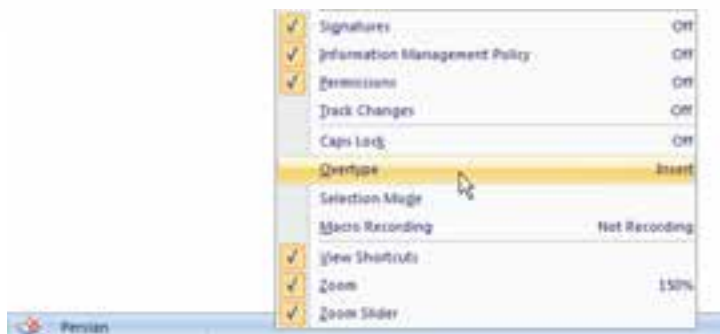 Signatures Off
Information Management Policy Off
Permissions Off
Track Changes Off
Caps Lock Off
Overtype Insert
Selection Mode
Macro Recording Not Recording
View Shortcuts
Zoom 150%
Zoom Slider
Persian